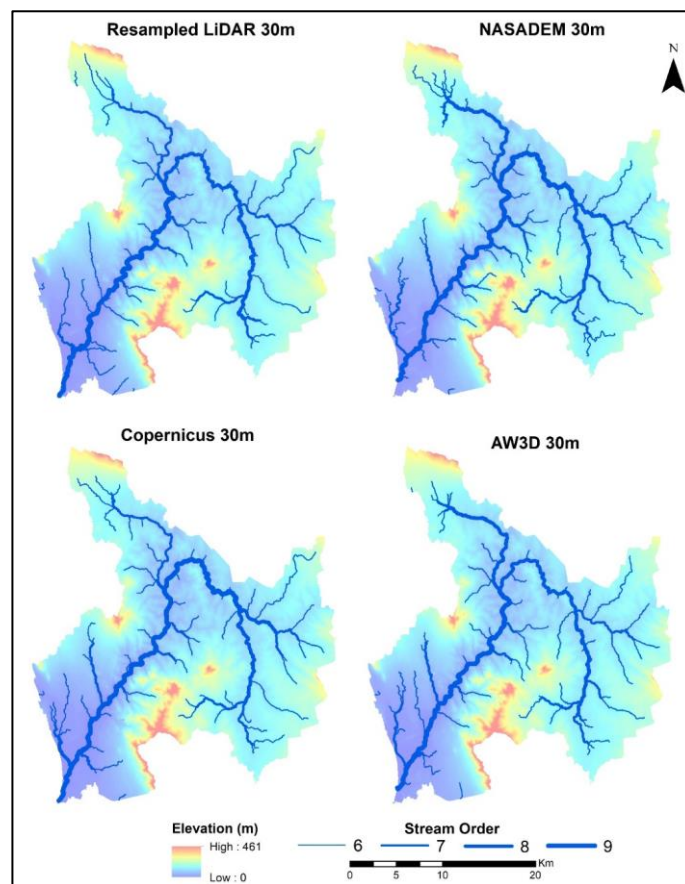 Resampled LiDAR 30m
NASADEM 30m
N
Copernicus 30m
AW3D 30m
Elevation (m)
High : 461
Low : 0
Stream Order
6 7 8 9
Km
0 5 10 20